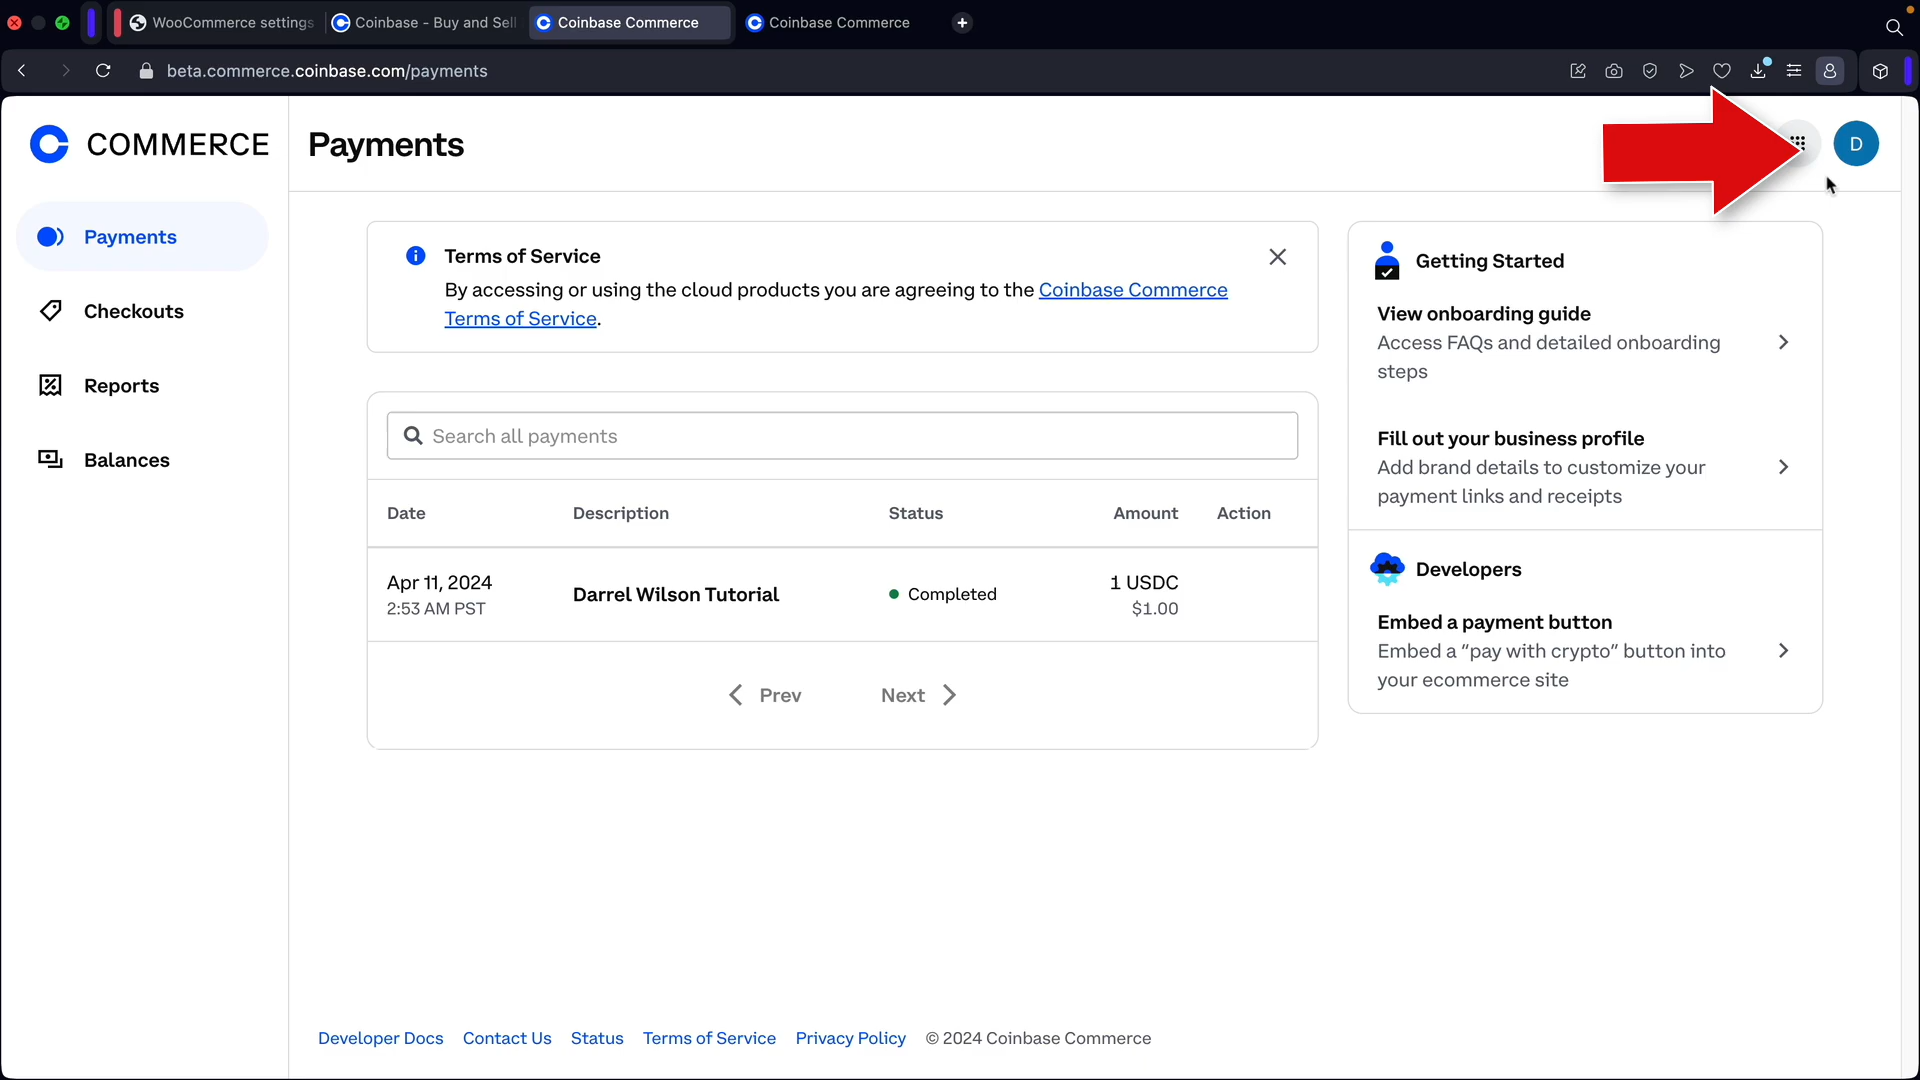 WooCommerce settings
Coinbase - Buy and Sell
Coinbase Commerce
Coinbase Commerce
beta.commerce.coinbase.com/payments
COMMERCE
Payments
D
Payments
Checkouts
Reports
Balances
Terms of Service
By accessing or using the cloud products you are agreeing to the Coinbase Commerce
Terms of Service.
Search all payments
Date Description Status Amount Action
Apr 11, 2024
2:53 AM PST
Darrel Wilson Tutorial
Completed
1 USDC
$1.00
Prev Next
Getting Started
View onboarding guide
Access FAQs and detailed onboarding
steps
Fill out your business profile
Add brand details to customize your
payment links and receipts
Developers
Embed a payment button
Embed a “pay with crypto” button into
your ecommerce site
Developer Docs Contact Us Status Terms of Service Privacy Policy © 2024 Coinbase Commerce